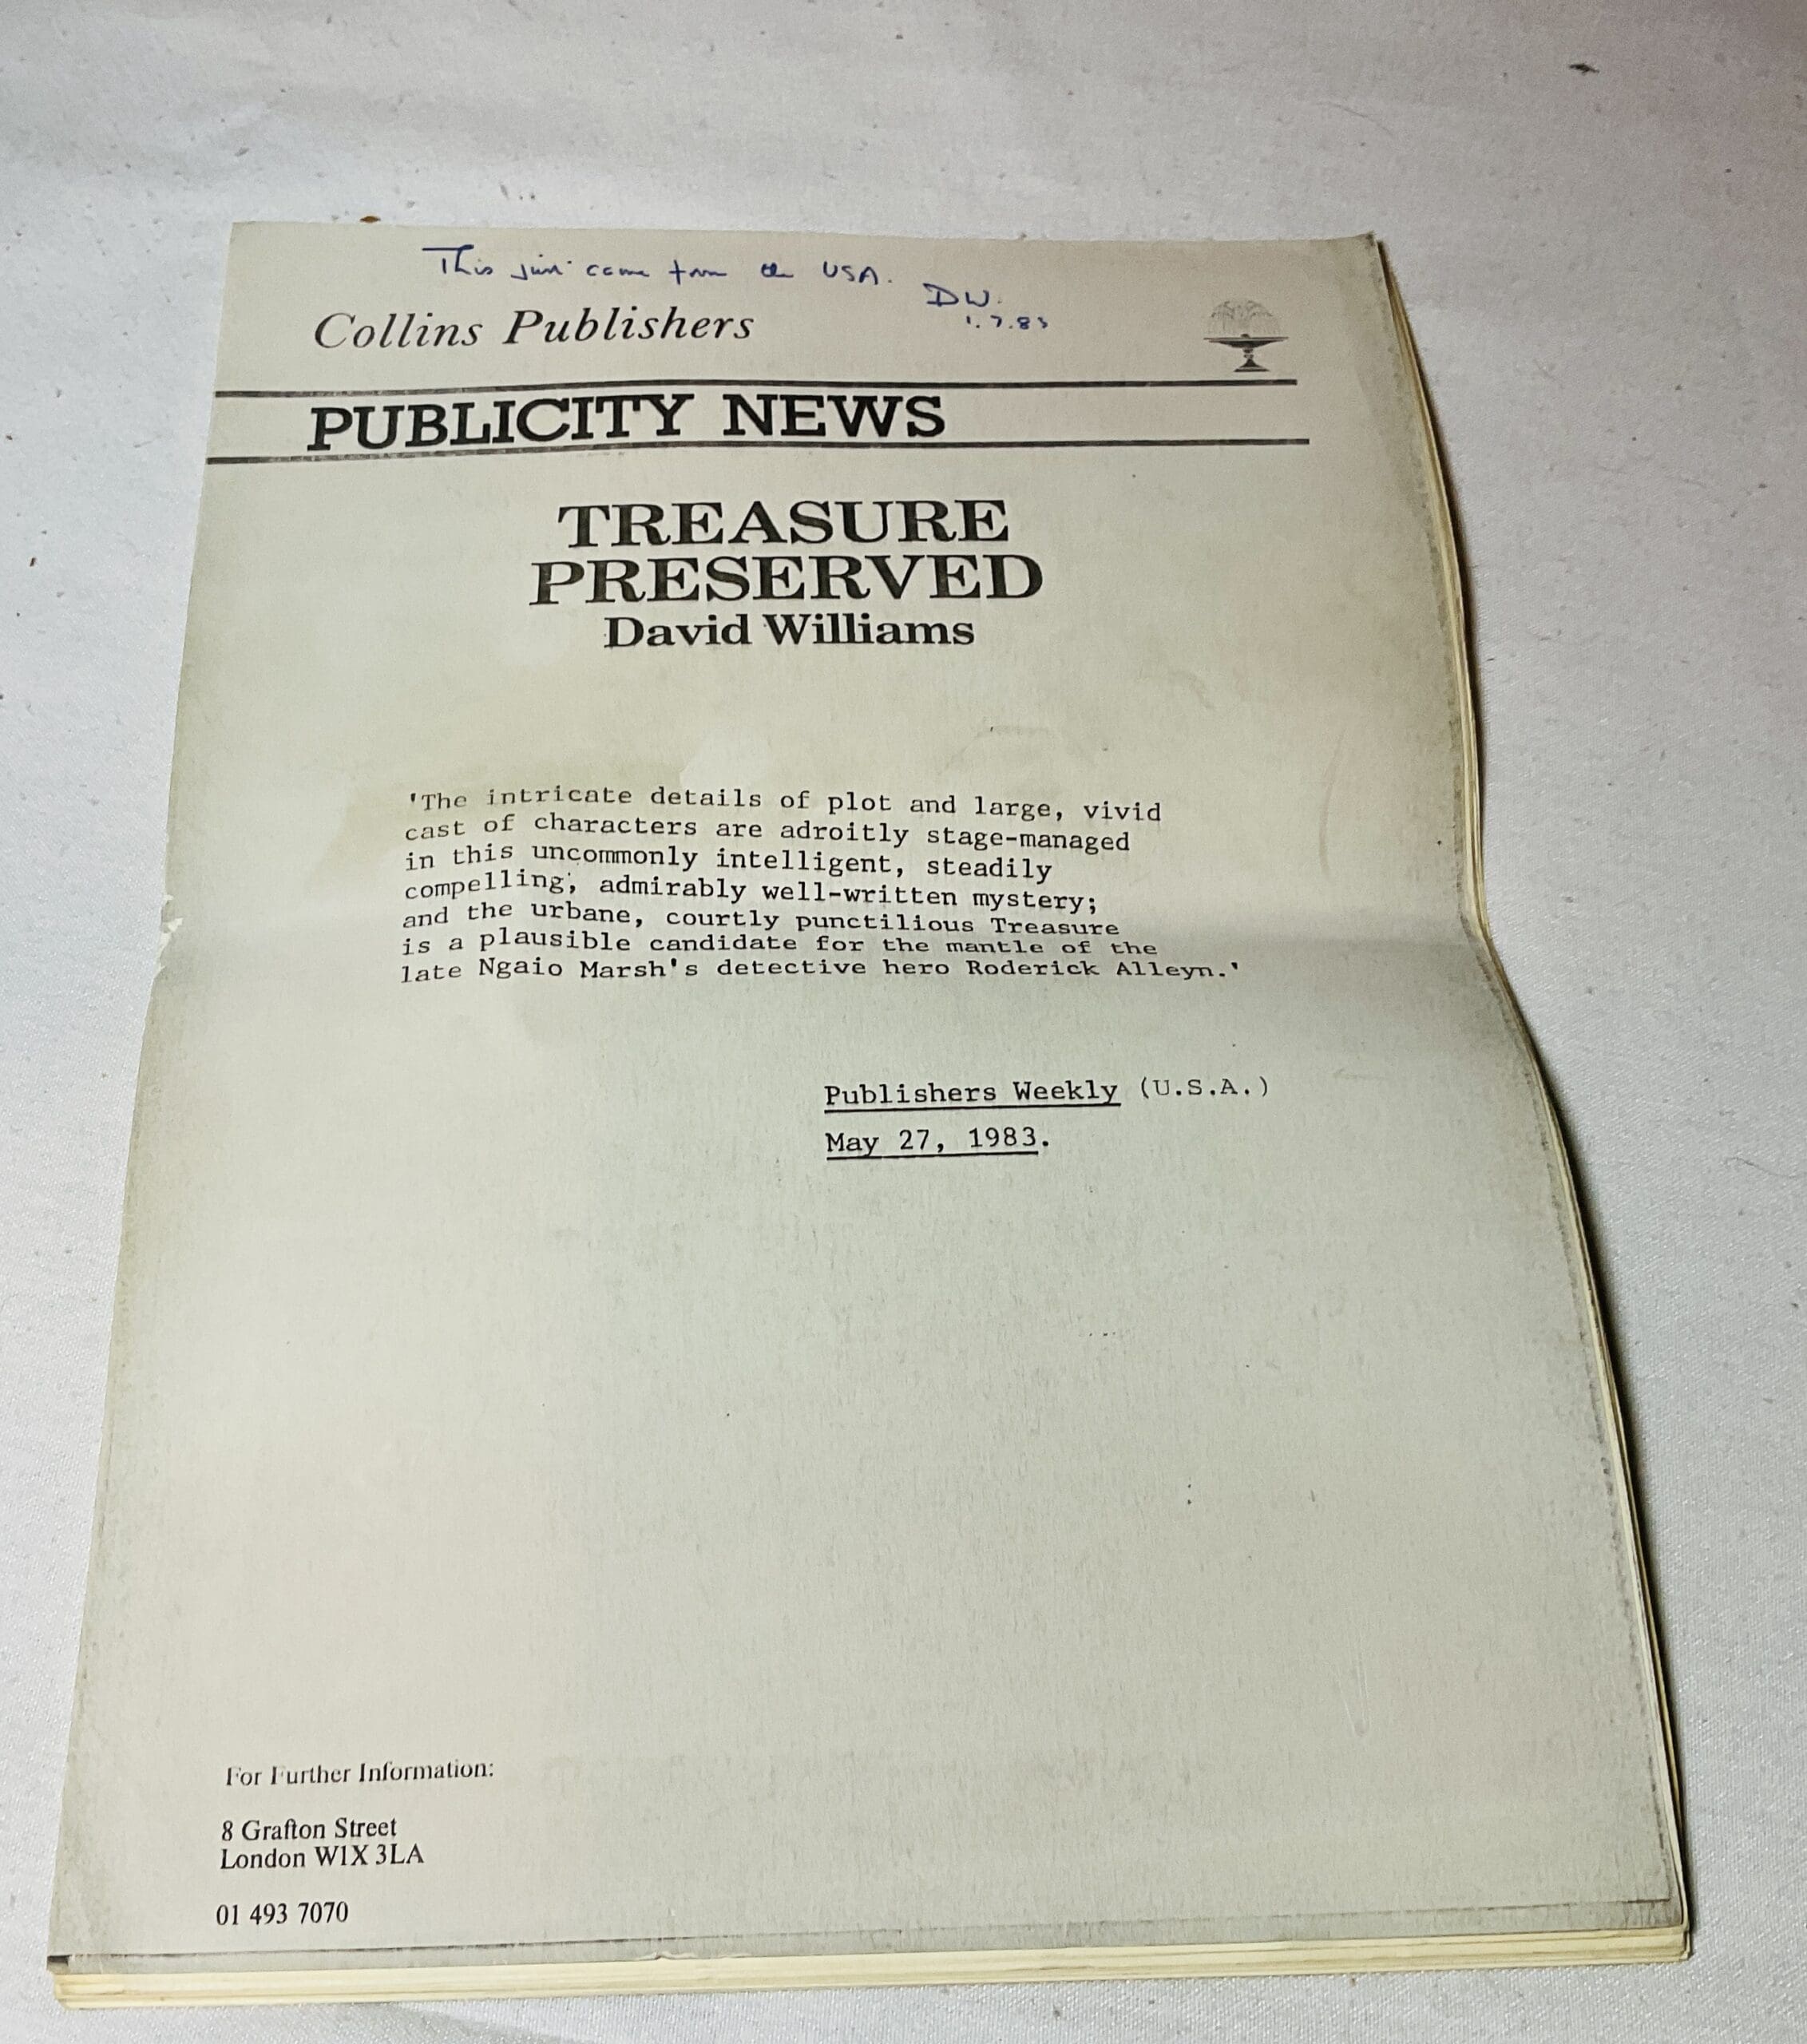 This just came from the USA.
DW.
1.7.83
Collins Publishers
PUBLICITY NEWS
TREASURE
PRESERVED
David Williams
'The intricate details of plot and large, vivid
cast of characters are adroitly stage-managed
in this uncommonly intelligent, steadily
compelling, admirably well-written mystery;
and the urbane, courtly punctilious Treasure
is a plausible candidate for the mantle of the
late Ngaio Marsh's detective hero Roderick Alleyn.'
Publishers Weekly (U.S.A.)
May 27, 1983.
For Further Information:
8 Grafton Street
London W1X 3LA
01 493 7070